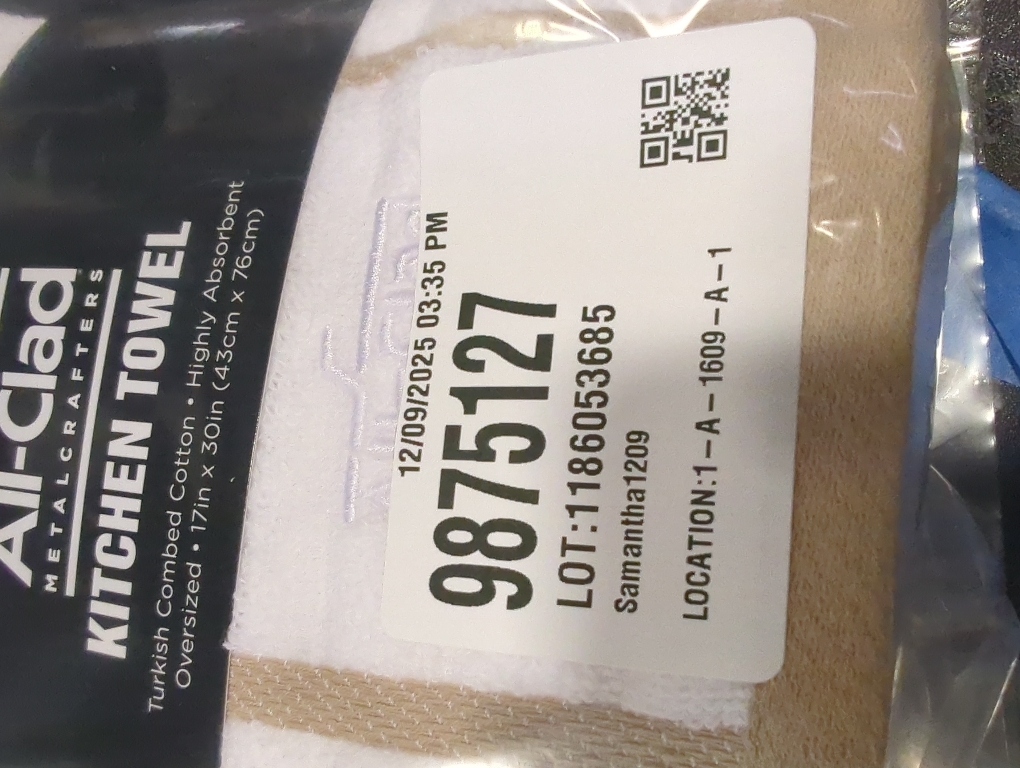 All-Clad
METALCRAFTERS
KITCHEN TOWEL
Turkish Combed Cotton • Highly Absorbent
Oversized • 17in x 30in (43cm x 76cm)
12/09/2025 03:35 PM
9875127
LOT:1186053685
Samantha1209
LOCATION:1-A-1609-A-1